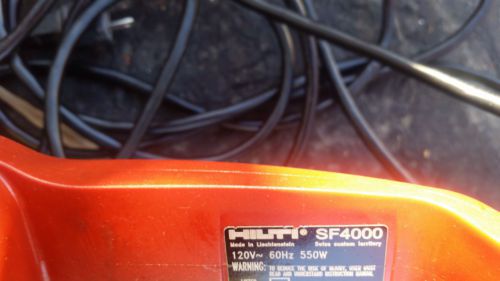 HILTI SF4000
Made in Liechtenstein Swiss custom territory
120V~ 60Hz 550W
WARNING: TO REDUCE THE RISK OF INJURY, USER MUST
READ AND UNDERSTAND INSTRUCTION MANUAL